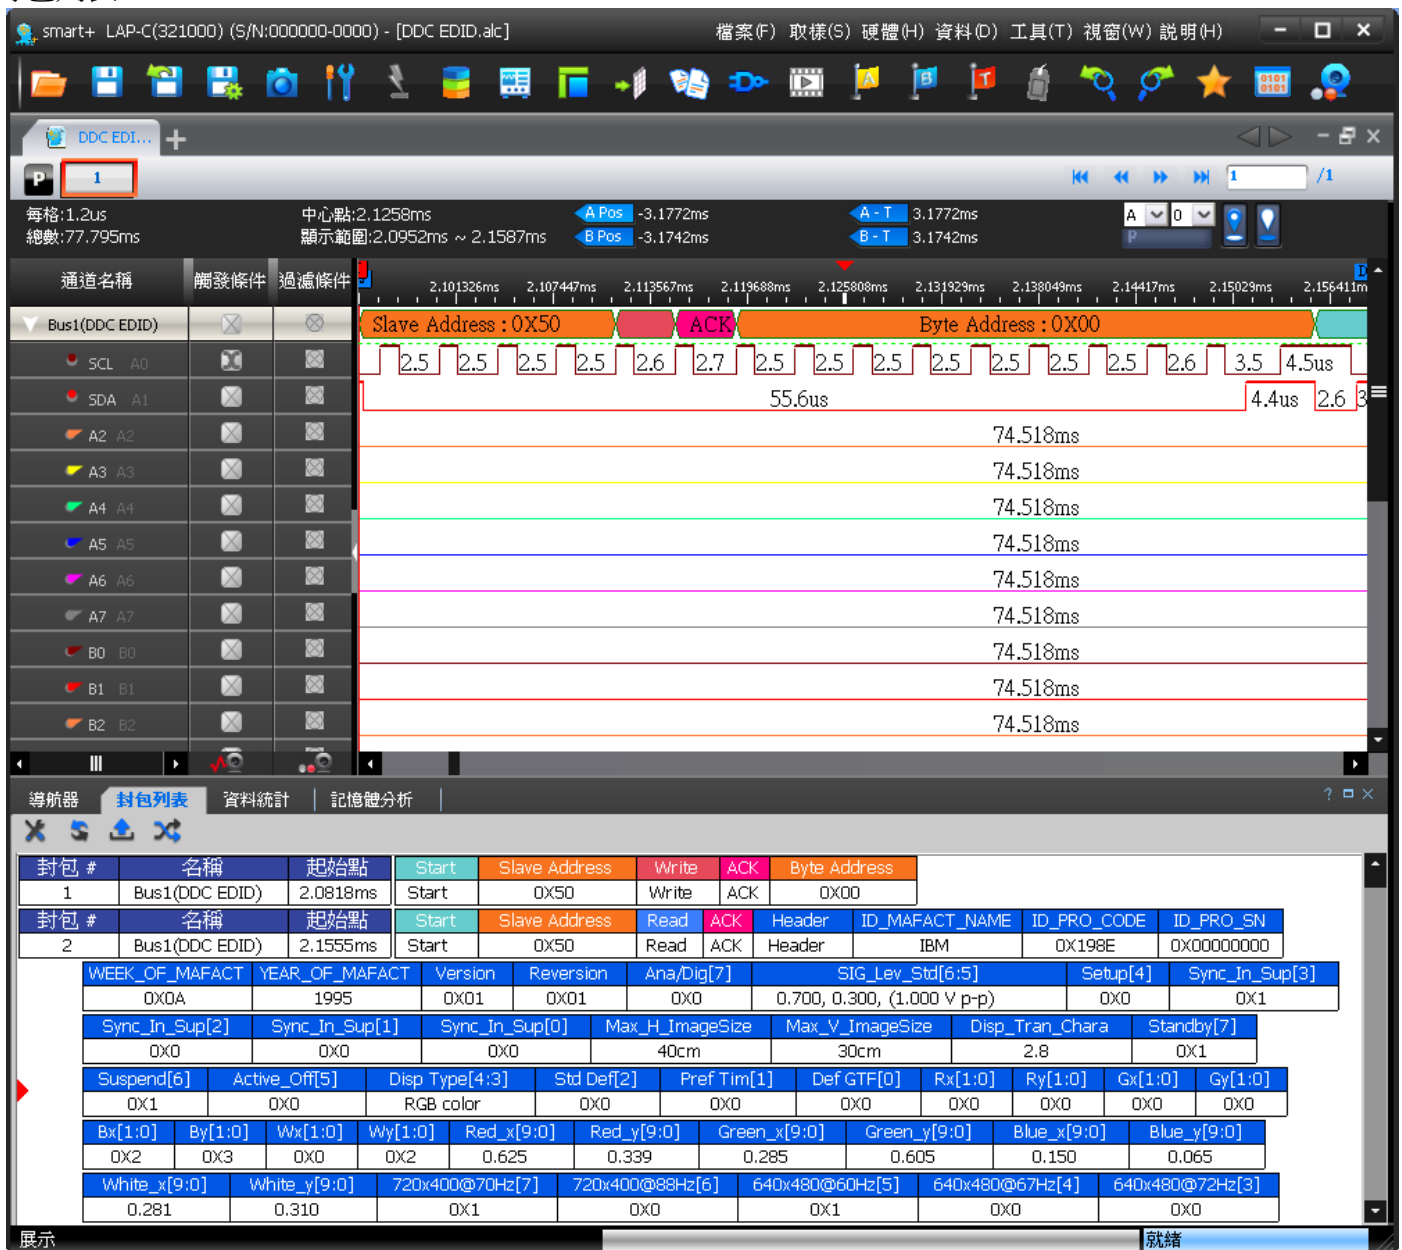 smart+ LAP-C(321000) (S/N:000000-0000) - [DDC EDID.alc] 檔案(F) 取樣(S) 硬體(H) 資料(D) 工具(T) 視窗(W) 説明(H)
DDC EDI...
P 1 1 /1
每格:1.2us 中心點:2.1258ms A Pos -3.1772ms A - T 3.1772ms A 0
總數:77.795ms 顯示範圍:2.0952ms ~ 2.1587ms B Pos -3.1742ms B - T 3.1742ms P
通道名稱 觸發條件 過濾條件 2.101326ms 2.107447ms 2.113567ms 2.119688ms 2.125808ms 2.131929ms 2.138049ms 2.14417ms 2.15029ms 2.156411m
Bus1(DDC EDID) Slave Address : 0X50 ACK Byte Address : 0X00
SCL A0 2.5 2.5 2.5 2.5 2.6 2.7 2.5 2.5 2.5 2.5 2.5 2.5 2.5 2.6 3.5 4.5us
SDA A1 55.6us 4.4us 2.6 3
A2 A2 74.518ms
A3 A3 74.518ms
A4 A4 74.518ms
A5 A5 74.518ms
A6 A6 74.518ms
A7 A7 74.518ms
B0 B0 74.518ms
B1 B1 74.518ms
B2 B2 74.518ms
導航器 封包列表 資料統計 記憶體分析
封包 # 名稱 起始點 Start Slave Address Write ACK Byte Address
1 Bus1(DDC EDID) 2.0818ms Start 0X50 Write ACK 0X00
封包 # 名稱 起始點 Start Slave Address Read ACK Header ID_MAFACT_NAME ID_PRO_CODE ID_PRO_SN
2 Bus1(DDC EDID) 2.1555ms Start 0X50 Read ACK Header IBM 0X198E 0X00000000
WEEK_OF_MAFACT YEAR_OF_MAFACT Version Reversion Ana/Dig[7] SIG_Lev_Std[6:5] Setup[4] Sync_In_Sup[3]
0X0A 1995 0X01 0X01 0X0 0.700, 0.300, (1.000 V p-p) 0X0 0X1
Sync_In_Sup[2] Sync_In_Sup[1] Sync_In_Sup[0] Max_H_ImageSize Max_V_ImageSize Disp_Tran_Chara Standby[7]
0X0 0X0 0X0 40cm 30cm 2.8 0X1
Suspend[6] Active_Off[5] Disp Type[4:3] Std Def[2] Pref Tim[1] Def GTF[0] Rx[1:0] Ry[1:0] Gx[1:0] Gy[1:0]
0X1 0X0 RGB color 0X0 0X0 0X0 0X0 0X0 0X0 0X0
Bx[1:0] By[1:0] Wx[1:0] Wy[1:0] Red_x[9:0] Red_y[9:0] Green_x[9:0] Green_y[9:0] Blue_x[9:0] Blue_y[9:0]
0X2 0X3 0X0 0X2 0.625 0.339 0.285 0.605 0.150 0.065
White_x[9:0] White_y[9:0] 720x400@70Hz[7] 720x400@88Hz[6] 640x480@60Hz[5] 640x480@67Hz[4] 640x480@72Hz[3]
0.281 0.310 0X1 0X0 0X1 0X0 0X0
展示 就緒